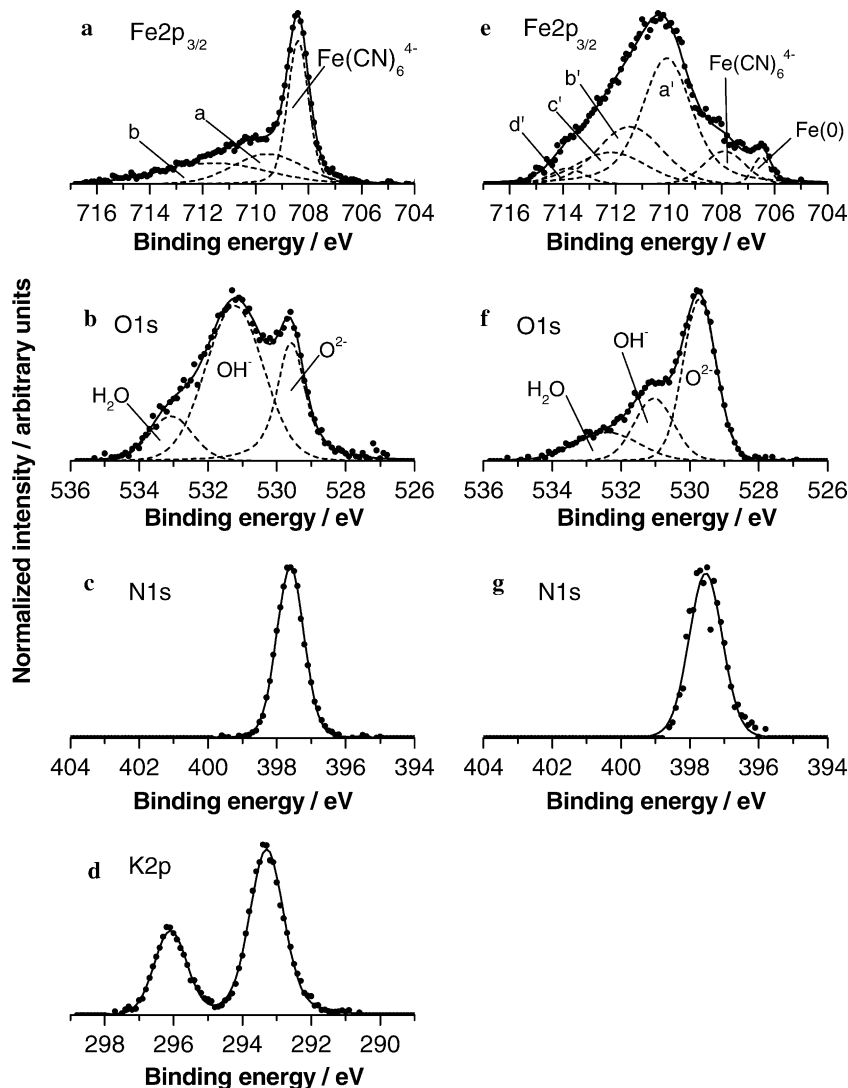 Normalized intensity / arbitrary units
a Fe2p3/2
Fe(CN)6 4-
a
b
716 714 712 710 708 706 704
Binding energy / eV
e Fe2p3/2
Fe(CN)6 4-
Fe(0)
a'
b'
c'
d'
716 714 712 710 708 706 704
Binding energy / eV
b O1s
H2O
OH-
O2-
536 534 532 530 528 526
Binding energy / eV
f O1s
OH-
H2O
O2-
536 534 532 530 528 526
Binding energy / eV
c N1s
404 402 400 398 396 394
Binding energy / eV
g N1s
404 402 400 398 396 394
Binding energy / eV
d K2p
298 296 294 292 290
Binding energy / eV